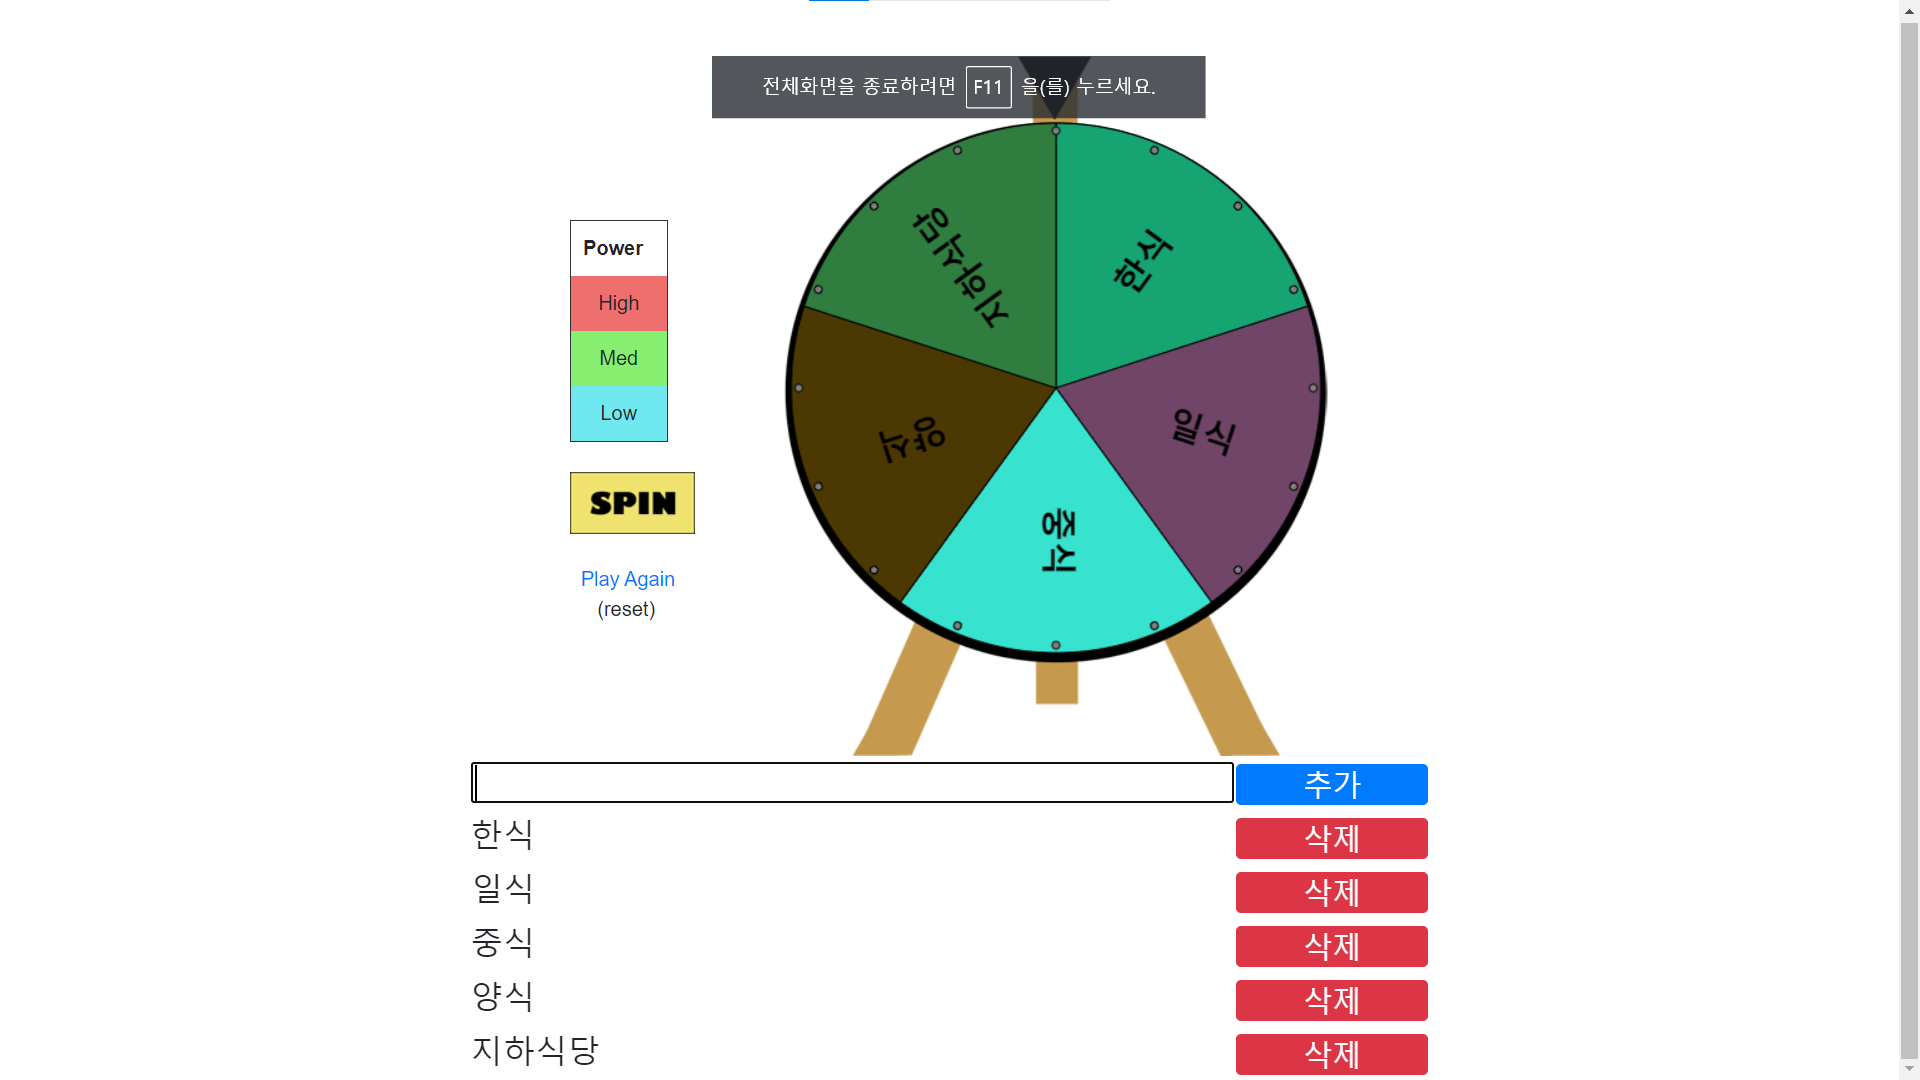 전체화면을 종료하려면 F11 을(를) 누르세요.
Power
High
Med
Low
SPIN
Play Again
(reset)
지하식당
한식
양식
일식
중식
추가
한식 삭제
일식 삭제
중식 삭제
양식 삭제
지하식당 삭제